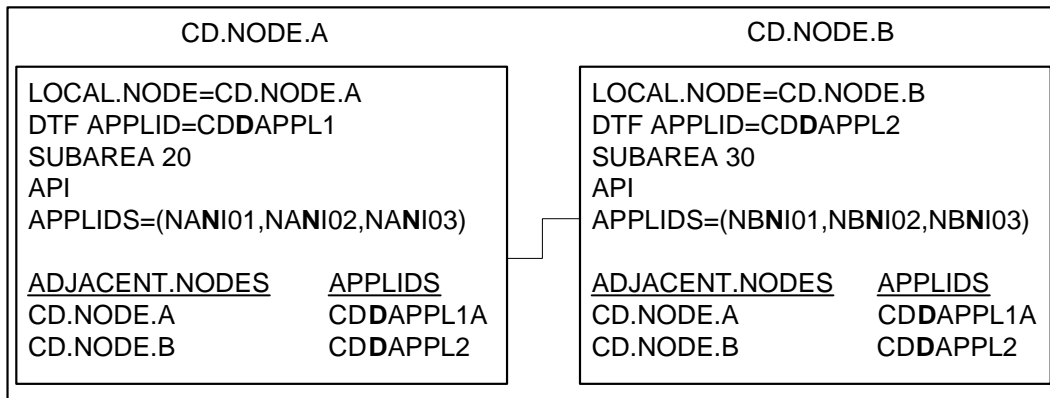 CD.NODE.A
LOCAL.NODE=CD.NODE.A
DTF APPLID=CDDAPPL1
SUBAREA 20
API
APPLIDS=(NANI01,NANI02,NANI03)
ADJACENT.NODES APPLIDS
CD.NODE.A CDDAPPL1A
CD.NODE.B CDDAPPL2
CD.NODE.B
LOCAL.NODE=CD.NODE.B
DTF APPLID=CDDAPPL2
SUBAREA 30
API
APPLIDS=(NBNI01,NBNI02,NBNI03)
ADJACENT.NODES APPLIDS
CD.NODE.A CDDAPPL1A
CD.NODE.B CDDAPPL2